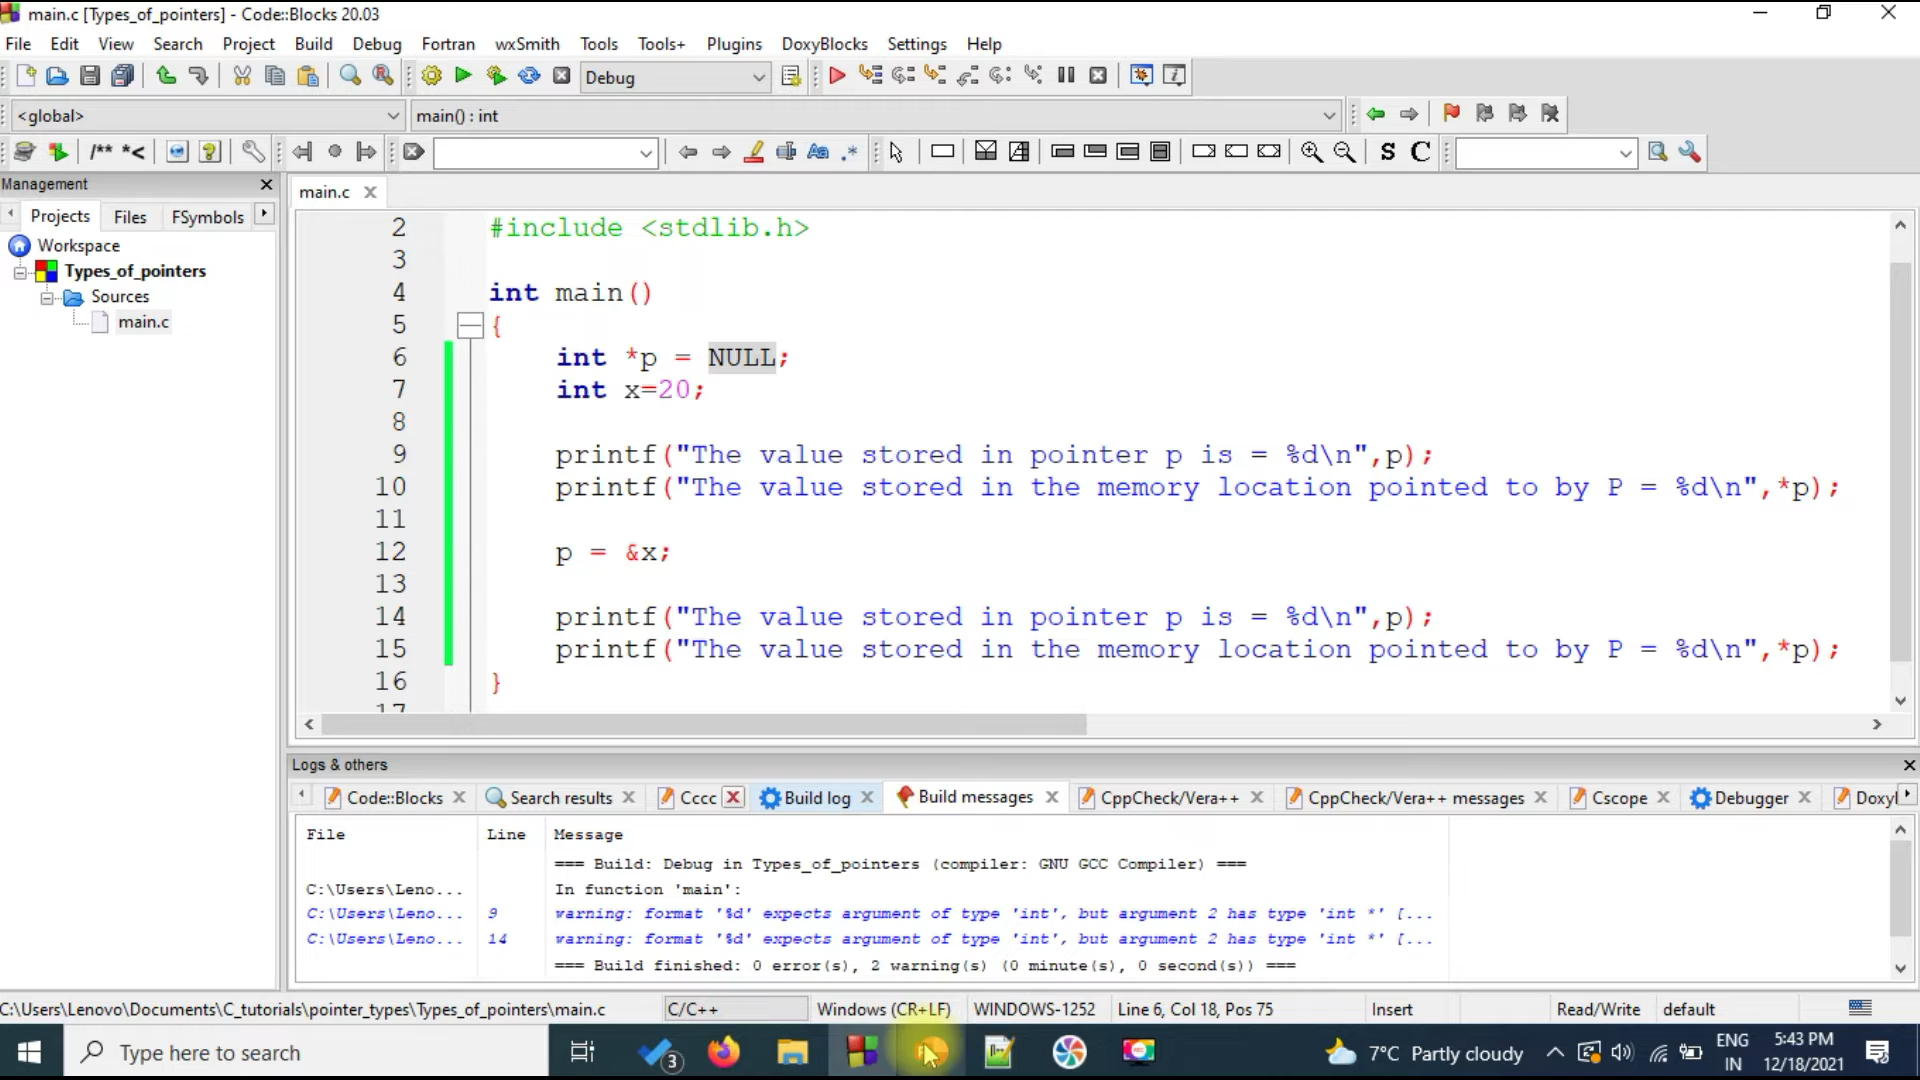 main.c [Types_of_pointers] - Code::Blocks 20.03
File Edit View Search Project Build Debug Fortran wxSmith Tools Tools+ Plugins DoxyBlocks Settings Help
Debug
<global> main() : int
/** *< S C
Management
main.c
Projects Files FSymbols
Workspace
Types_of_pointers
Sources
main.c
2 #include <stdlib.h>
3
4 int main()
5 {
6 int *p = NULL;
7 int x=20;
8
9 printf("The value stored in pointer p is = %d\n",p);
10 printf("The value stored in the memory location pointed to by P = %d\n",*p);
11
12 p = &x;
13
14 printf("The value stored in pointer p is = %d\n",p);
15 printf("The value stored in the memory location pointed to by P = %d\n",*p);
16 }
17
Logs & others
Code::Blocks Search results Cccc Build log Build messages CppCheck/Vera++ CppCheck/Vera++ messages Cscope Debugger Doxyl
File Line Message
=== Build: Debug in Types_of_pointers (compiler: GNU GCC Compiler) ===
C:\Users\Leno... In function 'main':
C:\Users\Leno... 9 warning: format '%d' expects argument of type 'int', but argument 2 has type 'int *' [...
C:\Users\Leno... 14 warning: format '%d' expects argument of type 'int', but argument 2 has type 'int *' [...
=== Build finished: 0 error(s), 2 warning(s) (0 minute(s), 0 second(s)) ===
C:\Users\Lenovo\Documents\C_tutorials\pointer_types\Types_of_pointers\main.c C/C++ Windows (CR+LF) WINDOWS-1252 Line 6, Col 18, Pos 75 Insert Read/Write default
Type here to search 3 7°C Partly cloudy ENG IN 5:43 PM 12/18/2021